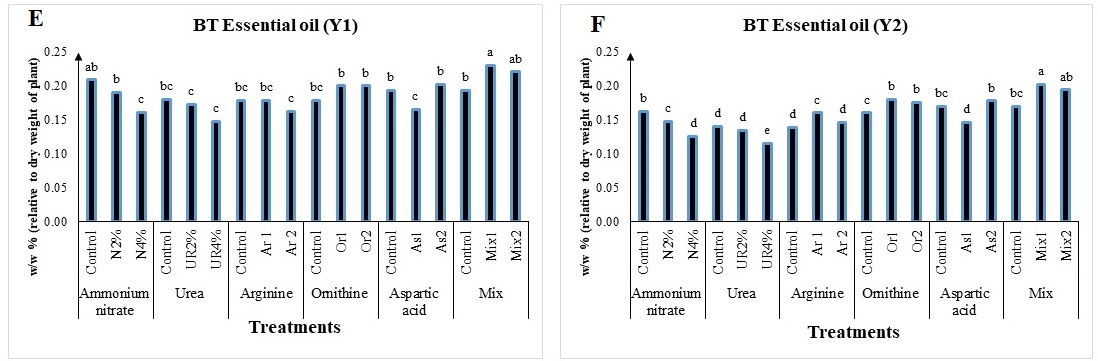 E
BT Essential oil (Y1)
w/w % (relative to dry weight of plant)
0.25
0.20
0.15
0.10
0.05
0.00
ab b c bc bc c bc bc c bc b b b c b b a ab
Control N2% N4% Control UR2% UR4% Control Ar 1 Ar 2 Control Or1 Or2 Control As1 As2 Control Mix1 Mix2
Ammonium Urea Arginine Ornithine Aspartic Mix
nitrate acid
Treatments
F
BT Essential oil (Y2)
w/w % (relative to dry weight of plant)
0.25
0.20
0.15
0.10
0.05
0.00
b c d d d e d c d c b b bc d b bc a ab
Control N2% N4% Control UR2% UR4% Control Ar 1 Ar 2 Control Or1 Or2 Control As1 As2 Control Mix1 Mix2
Ammonium Urea Arginine Ornithine Aspartic Mix
nitrate acid
Treatments